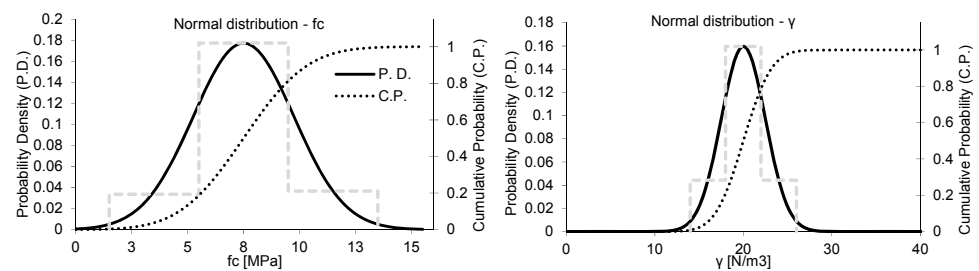 Normal distribution - fc
Probability Density (P.D.)
0.2
0.18
0.16
0.14
0.12
0.1
0.08
0.06
0.04
0.02
0
0 3 5 8 10 13 15
fc [MPa]
P. D.
C.P.
1
0.8
0.6
0.4
0.2
0
Cumulative Probability (C.P.)
Normal distribution - γ
Probability Density (P.D.)
0.18
0.16
0.14
0.12
0.1
0.08
0.06
0.04
0.02
0
0 10 20 30 40
γ [N/m3]
1
0.8
0.6
0.4
0.2
0
Cumulative Probability (C.P.)